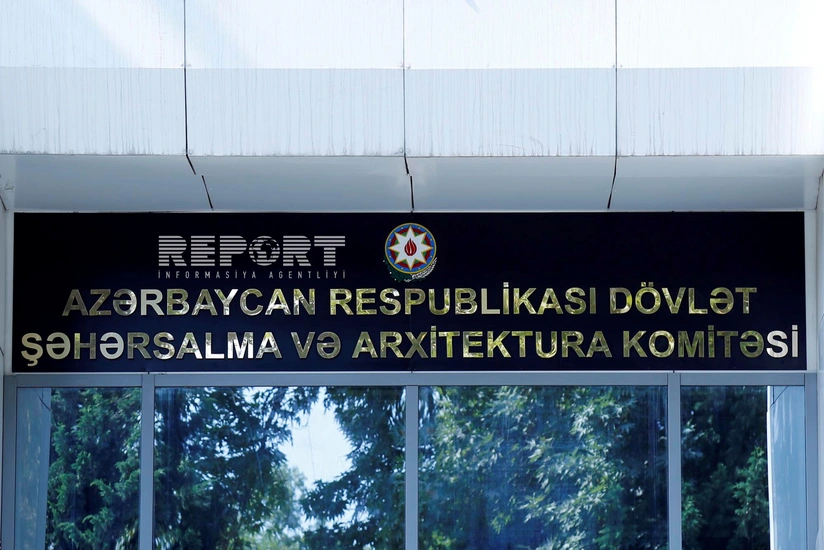 REPORT
İNFORMASİYA AGENTLİYİ
AZƏRBAYCAN RESPUBLİKASI DÖVLƏT
ŞƏHƏRSALMA VƏ ARXİTEKTURA KOMİTƏSİ